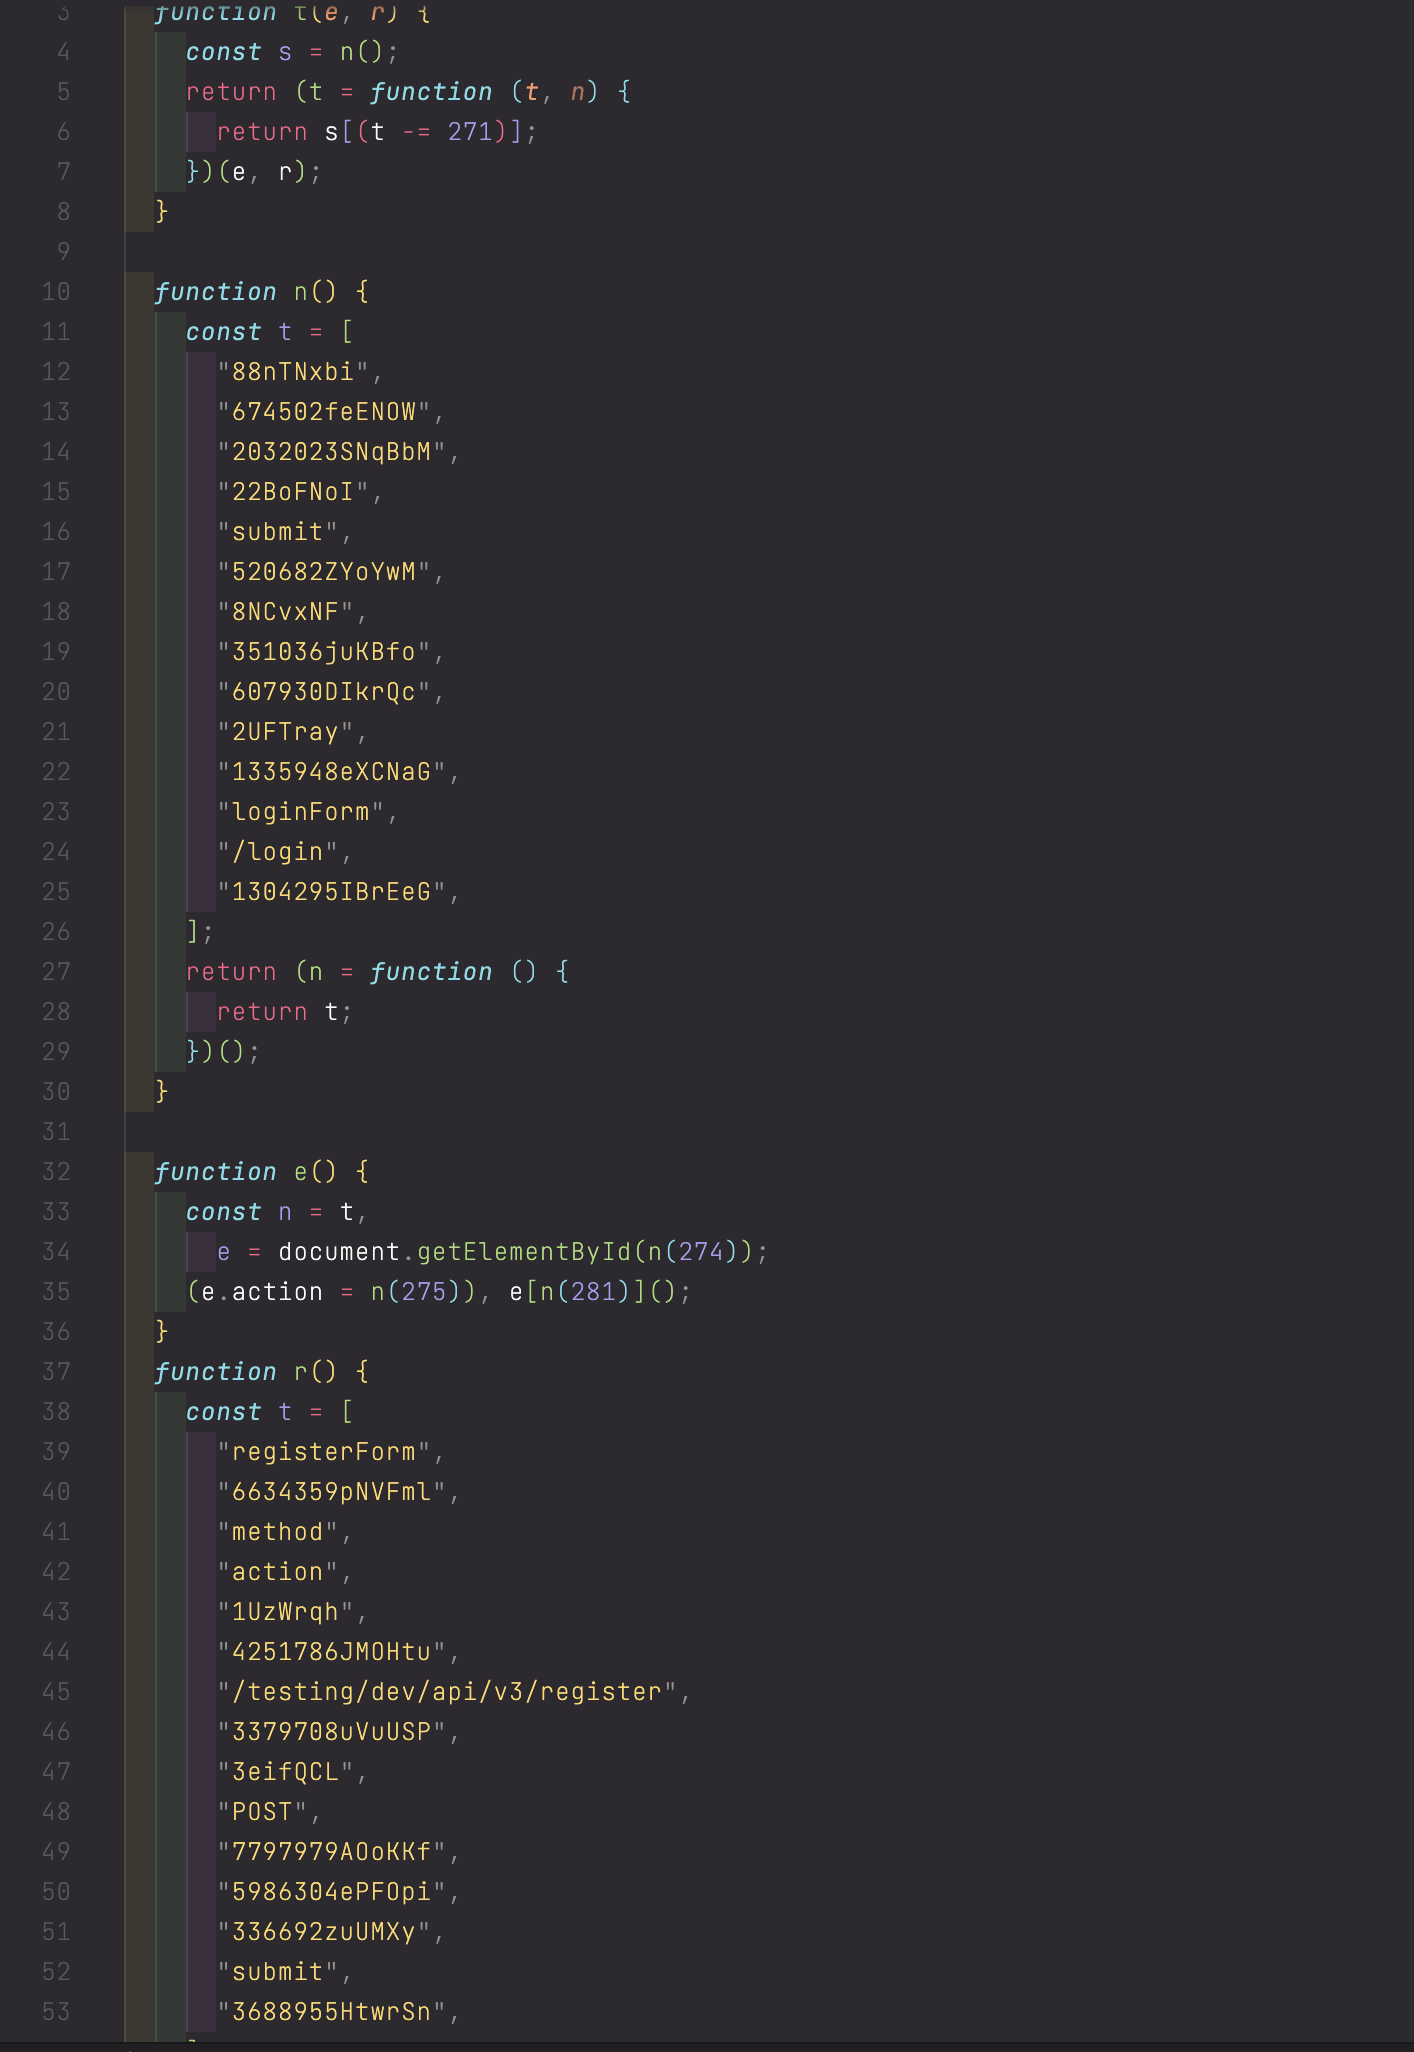 3 function t(e, r) {
4 const s = n();
5 return (t = function (t, n) {
6 return s[(t -= 271)];
7 })(e, r);
8 }
9
10 function n() {
11 const t = [
12 "88nTNxbi",
13 "674502feENOW",
14 "2032023SNqBbM",
15 "22BoFNoI",
16 "submit",
17 "520682ZYoYwM",
18 "8NCvxNF",
19 "351036juKBfo",
20 "607930DIkrQc",
21 "2UFTray",
22 "1335948eXCNaG",
23 "loginForm",
24 "/login",
25 "1304295IBrEeG",
26 ];
27 return (n = function () {
28 return t;
29 })();
30 }
31
32 function e() {
33 const n = t,
34 e = document.getElementById(n(274));
35 (e.action = n(275)), e[n(281)]();
36 }
37 function r() {
38 const t = [
39 "registerForm",
40 "6634359pNVFml",
41 "method",
42 "action",
43 "1UzWrqh",
44 "4251786JMOHtu",
45 "/testing/dev/api/v3/register",
46 "3379708uVuUSP",
47 "3eifQCL",
48 "POST",
49 "7797979AOoKKf",
50 "5986304ePFOpi",
51 "336692zuUMXy",
52 "submit",
53 "3688955HtwrSn",